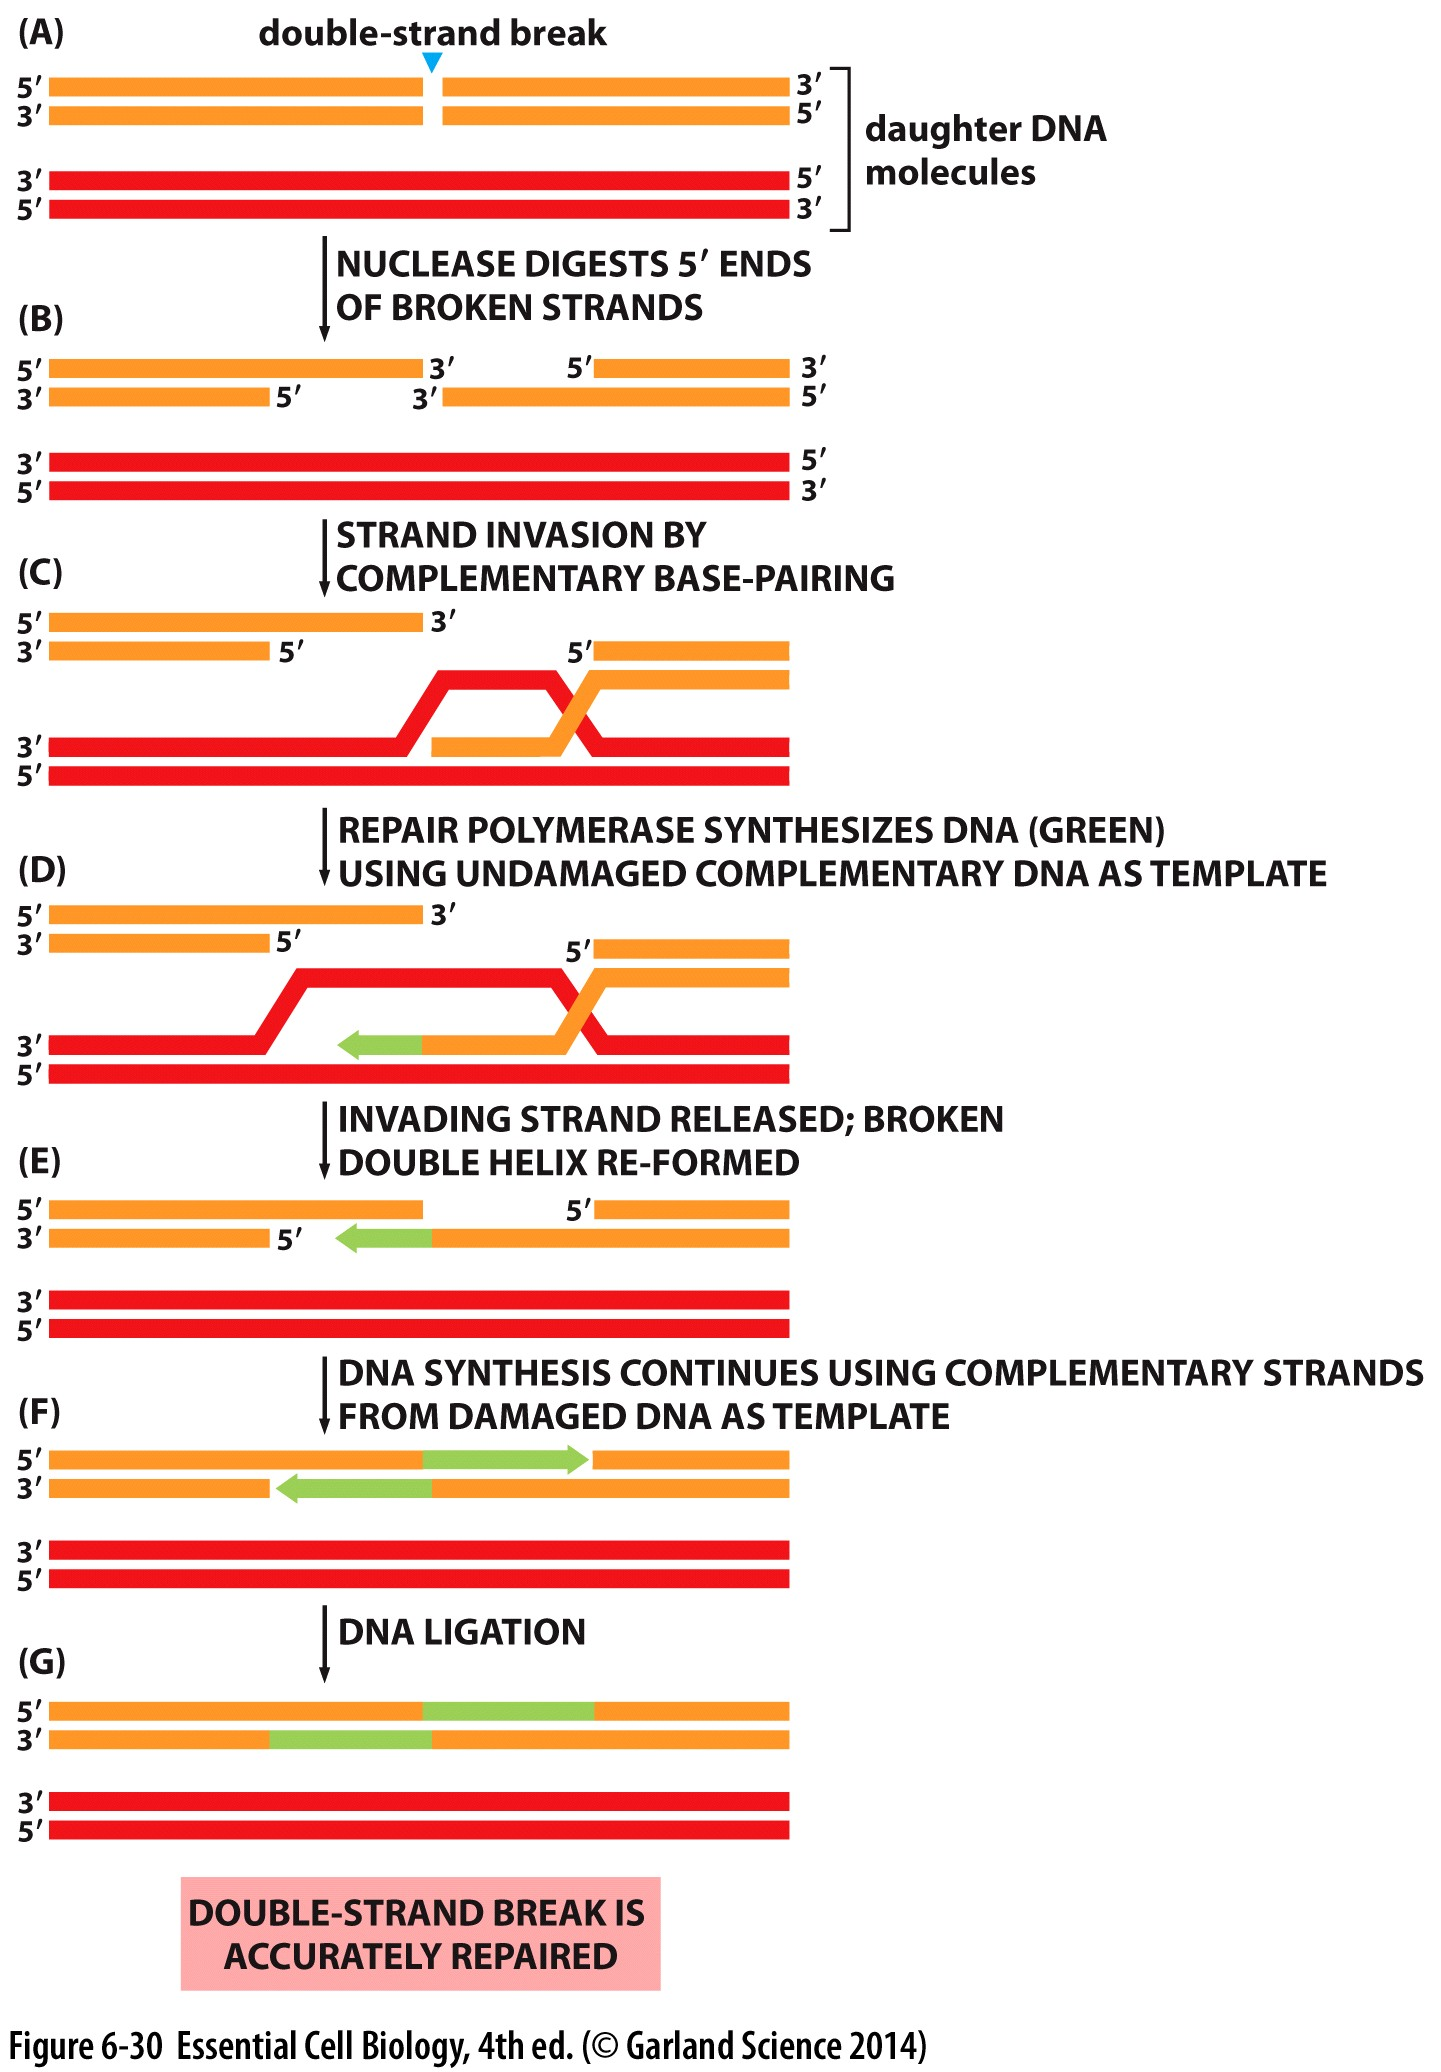 (A)
double-strand break
5′ 3′
3′ 5′
daughter DNA
molecules
3′ 5′
5′ 3′
NUCLEASE DIGESTS 5′ ENDS
OF BROKEN STRANDS
(B)
5′ 3′ 5′ 3′
3′ 5′ 3′ 5′
3′ 5′
5′ 3′
STRAND INVASION BY
COMPLEMENTARY BASE-PAIRING
(C)
5′ 3′
3′ 5′ 5′
3′
5′
REPAIR POLYMERASE SYNTHESIZES DNA (GREEN)
USING UNDAMAGED COMPLEMENTARY DNA AS TEMPLATE
(D)
5′ 3′
3′ 5′ 5′
3′
5′
INVADING STRAND RELEASED; BROKEN
DOUBLE HELIX RE-FORMED
(E)
5′ 5′
3′ 5′
3′
5′
DNA SYNTHESIS CONTINUES USING COMPLEMENTARY STRANDS
FROM DAMAGED DNA AS TEMPLATE
(F)
5′
3′
3′
5′
DNA LIGATION
(G)
5′
3′
3′
5′
DOUBLE-STRAND BREAK IS
ACCURATELY REPAIRED
Figure 6-30 Essential Cell Biology, 4th ed. (© Garland Science 2014)